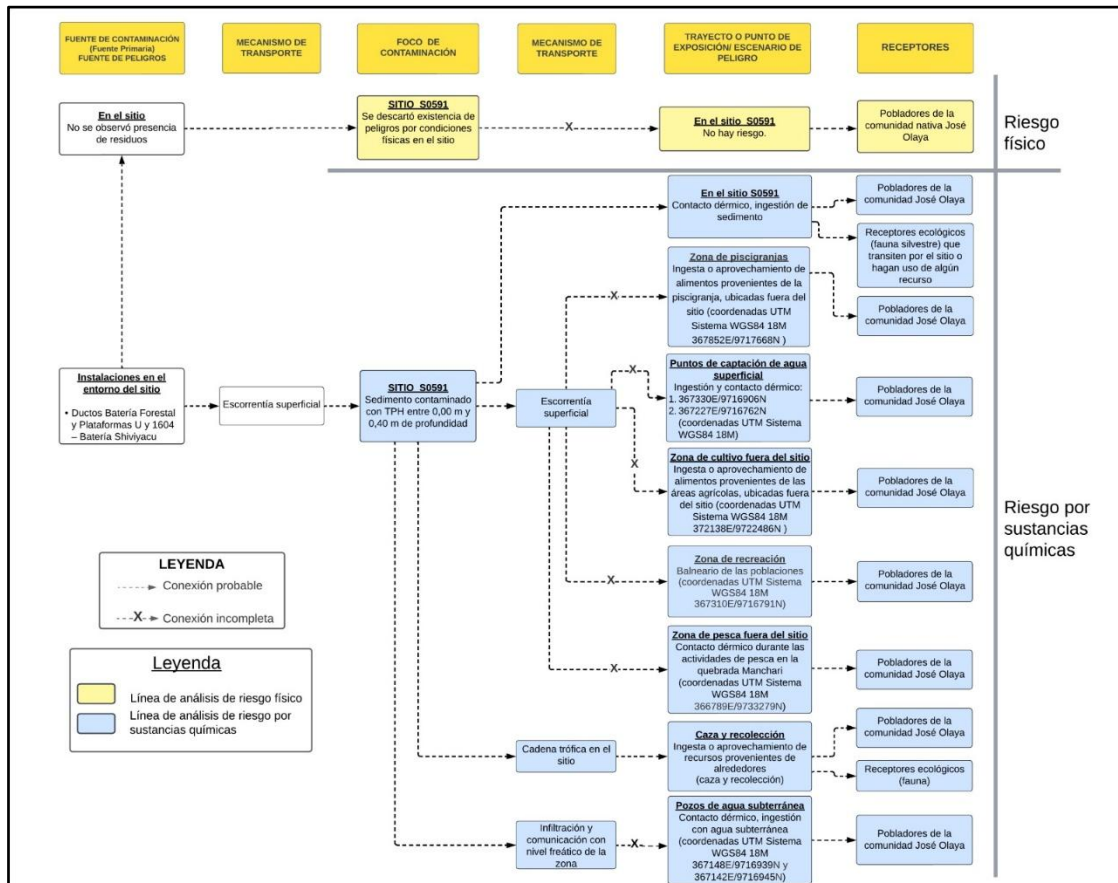 FUENTE DE CONTAMINACIÓN
(Fuente Primaria)
FUENTE DE PELIGROS
MECANISMO DE
TRANSPORTE
FOCO DE
CONTAMINACIÓN
MECANISMO DE
TRANSPORTE
TRAYECTO O PUNTO DE
EXPOSICIÓN/ ESCENARIO DE
PELIGRO
RECEPTORES
En el sitio
No se observó presencia
de residuos
SITIO S0591
Se descartó existencia de
peligros por condiciones
físicas en el sitio
X
En el sitio S0591
No hay riesgo.
Pobladores de la
comunidad nativa José
Olaya
Riesgo
físico
Instalaciones en el
entorno del sitio
• Ductos Batería Forestal
y Plataformas U y 1604
– Batería Shiviyacu
Escorrentía superficial
SITIO S0591
Sedimento contaminado
con TPH entre 0,00 m y
0,40 m de profundidad
Escorrentía
superficial
En el sitio S0591
Contacto dérmico, ingestión de
sedimento
Pobladores de la
comunidad José Olaya
Receptores ecológicos
(fauna silvestre) que
transiten por el sitio o
hagan uso de algún
recurso
X
Zona de piscigranjas
Ingesta o aprovechamiento de
alimentos provenientes de la
piscigranja, ubicadas fuera del
sitio (coordenadas UTM
Sistema WGS84 18M
367852E/9717668N )
Pobladores de la
comunidad José Olaya
X
Puntos de captación de agua
superficial
Ingestión y contacto dérmico:
1. 367330E/9716906N
2. 367227E/9716762N
(coordenadas UTM Sistema
WGS84 18M)
Pobladores de la
comunidad José Olaya
X
Zona de cultivo fuera del sitio
Ingesta o aprovechamiento de
alimentos provenientes de las
áreas agrícolas, ubicadas fuera
del sitio (coordenadas UTM
Sistema WGS84 18M
372138E/9722486N )
Pobladores de la
comunidad José Olaya
Riesgo por
sustancias
químicas
X
Zona de recreación
Balneario de las poblaciones
(coordenadas UTM Sistema
WGS84 18M
367310E/9716791N)
Pobladores de la
comunidad José Olaya
X
Zona de pesca fuera del sitio
Contacto dérmico durante las
actividades de pesca en la
quebrada Manchari
(coordenadas UTM Sistema
WGS84 18M
366789E/9733279N)
Pobladores de la
comunidad José Olaya
Cadena trófica en el
sitio
Caza y recolección
Ingesta o aprovechamiento de
recursos provenientes de
alrededores
(caza y recolección)
Pobladores de la
comunidad José Olaya
Receptores ecológicos
(fauna)
Infiltración y
comunicación con
nivel freático de la
zona
X
Pozos de agua subterránea
Contacto dérmico, ingestión
con agua subterránea
(coordenadas UTM Sistema
WGS84 18M
367148E/9716939N y
367142E/9716945N)
Pobladores de la
comunidad José Olaya
LEYENDA
Conexión probable
X Conexión incompleta
Leyenda
Línea de análisis de riesgo físico
Línea de análisis de riesgo por
sustancias químicas